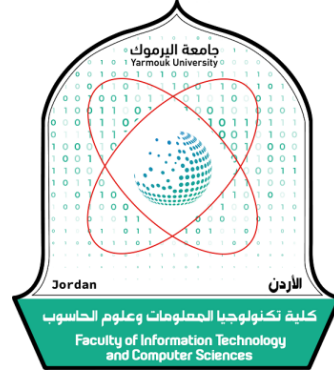 جامعة اليرموك
Yarmouk University
Jordan الأردن
كلية تكنولوجيا المعلومات وعلوم الحاسوب
Faculty of Information Technology
and Computer Sciences